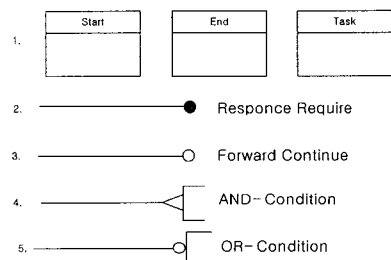 Start End Task
1.
2. Responce Require
3. Forward Continue
4. AND-Condition
5. OR-Condition